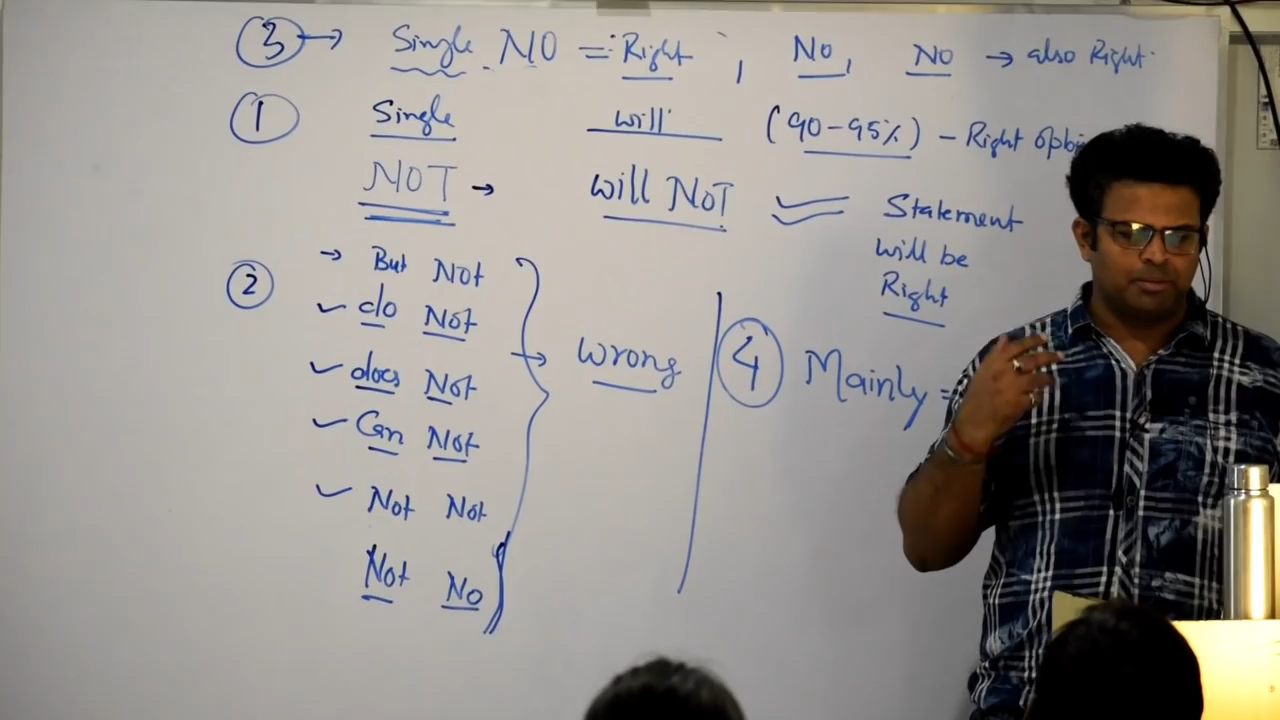 ③ → Single NO = Right , No, No → also Right
① Single will (90-95%) - Right
NOT → will NOT Statement will be Right
② → But Not
✓ do Not
✓ does Not → Wrong
✓ Can Not
✓ Not Not
Not No
④ Mainly =